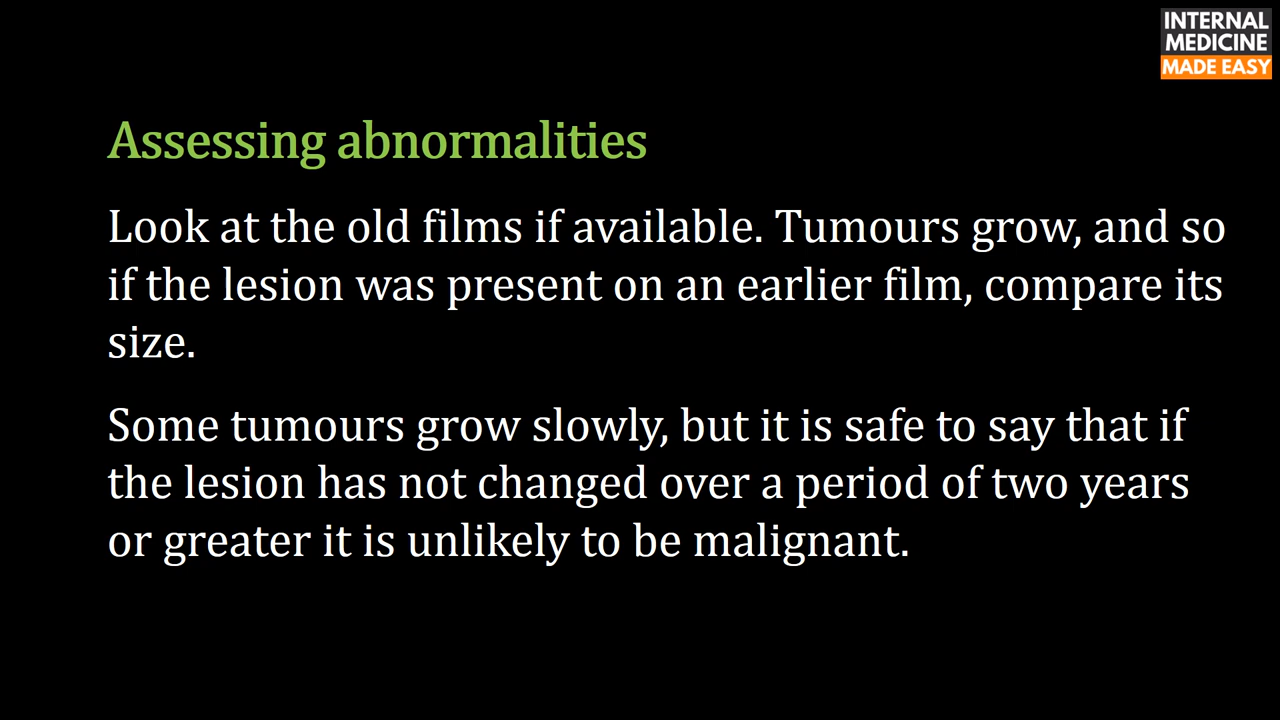 INTERNAL
MEDICINE
MADE EASY
Assessing abnormalities
Look at the old films if available. Tumours grow, and so
if the lesion was present on an earlier film, compare its
size.
Some tumours grow slowly, but it is safe to say that if
the lesion has not changed over a period of two years
or greater it is unlikely to be malignant.